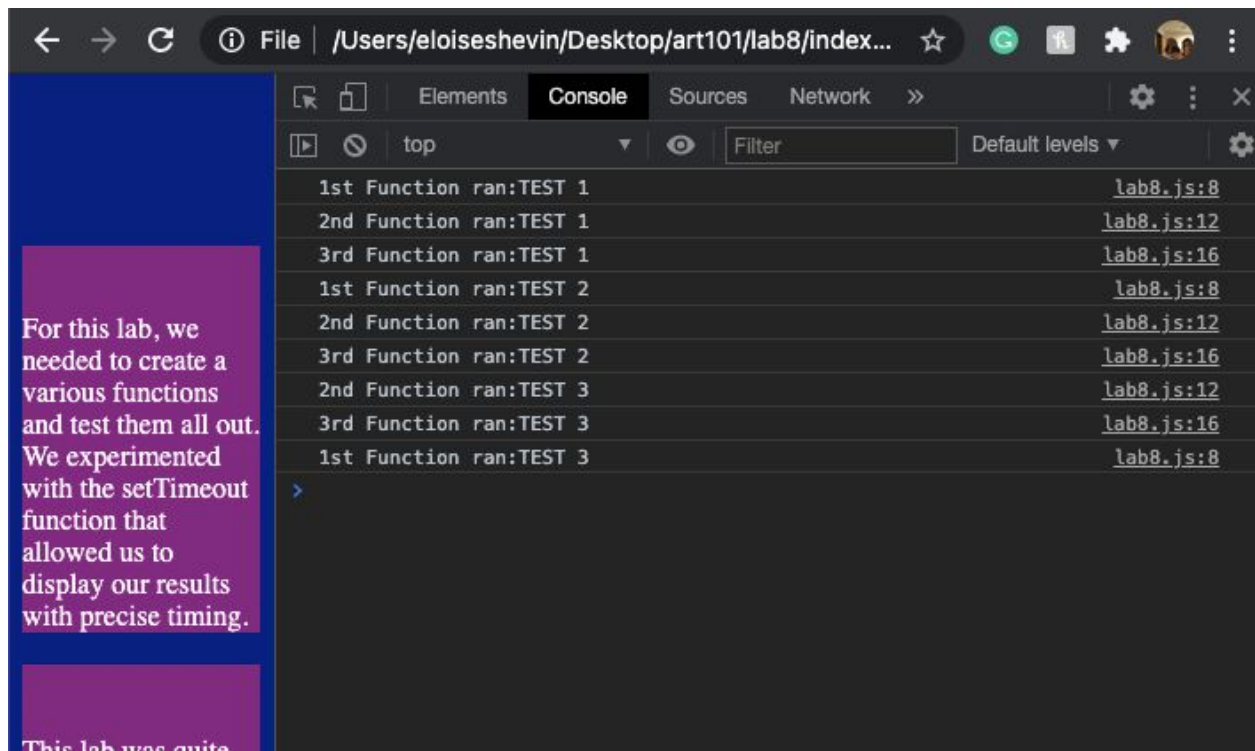 File | /Users/eloiseshevin/Desktop/art101/lab8/index...
Elements Console Sources Network »
top Filter Default levels
1st Function ran:TEST 1 lab8.js:8
2nd Function ran:TEST 1 lab8.js:12
3rd Function ran:TEST 1 lab8.js:16
1st Function ran:TEST 2 lab8.js:8
2nd Function ran:TEST 2 lab8.js:12
3rd Function ran:TEST 2 lab8.js:16
2nd Function ran:TEST 3 lab8.js:12
3rd Function ran:TEST 3 lab8.js:16
1st Function ran:TEST 3 lab8.js:8
>
For this lab, we
needed to create a
various functions
and test them all out.
We experimented
with the setTimeout
function that
allowed us to
display our results
with precise timing.
This lab was quite